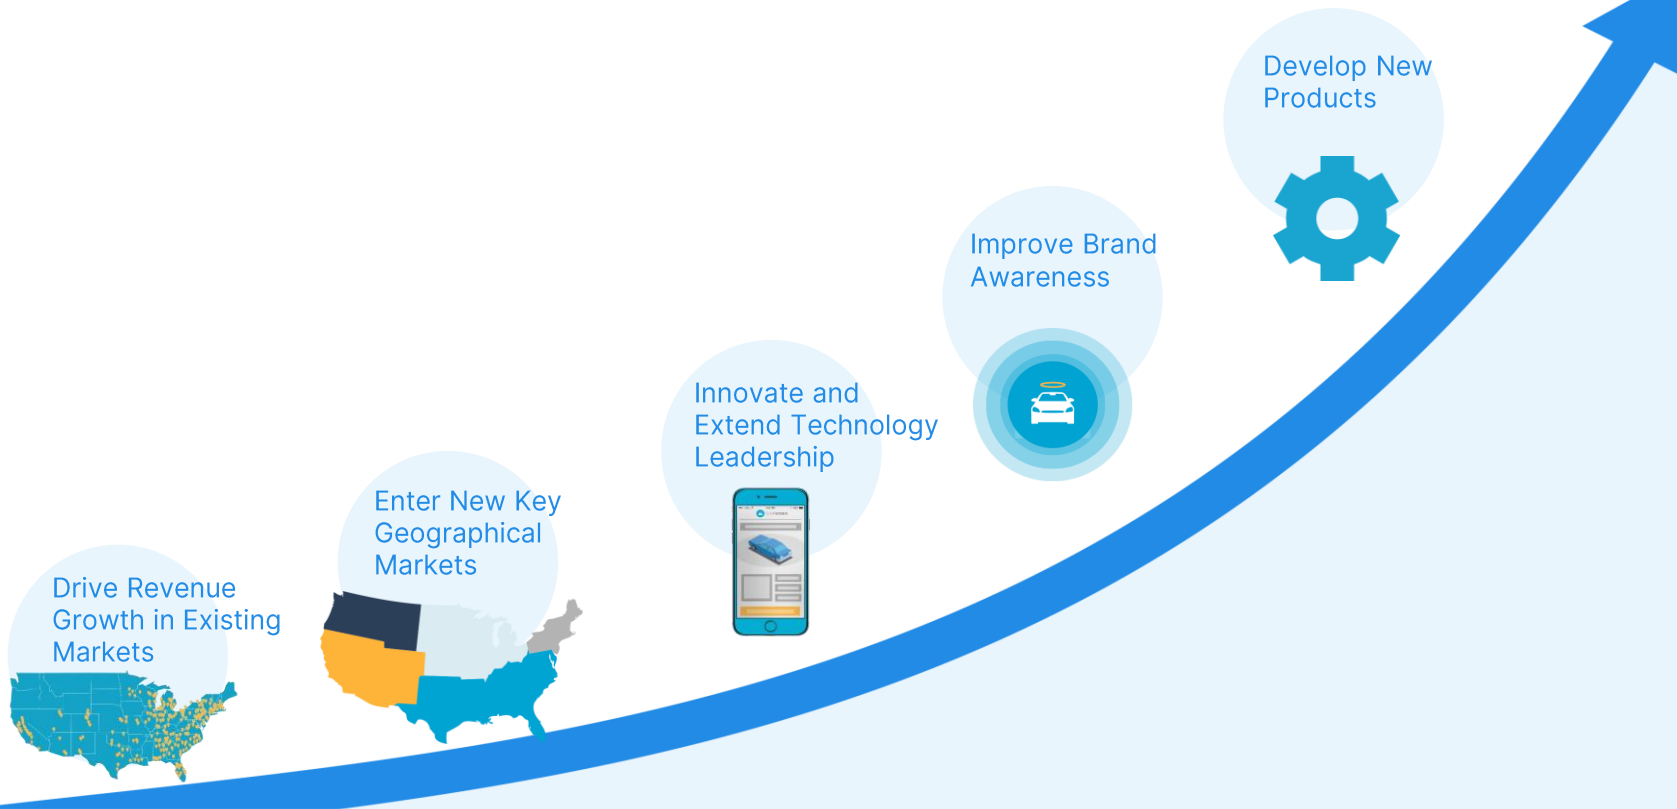 Drive Revenue
Growth in Existing
Markets
Enter New Key
Geographical
Markets
Innovate and
Extend Technology
Leadership
Improve Brand
Awareness
Develop New
Products